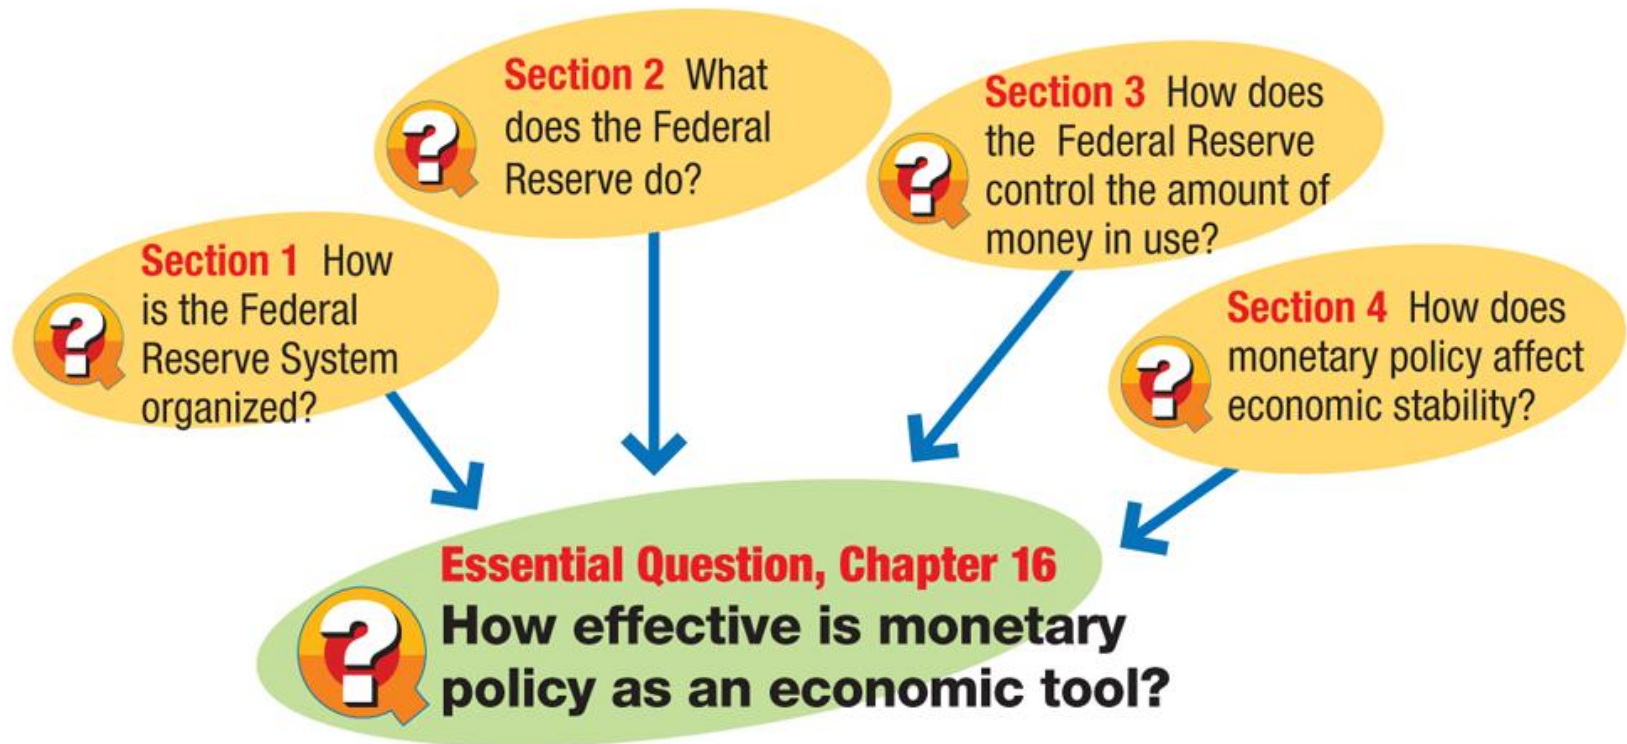 Section 1 How
is the Federal
Reserve System
organized?
Section 2 What
does the Federal
Reserve do?
Section 3 How does
the Federal Reserve
control the amount of
money in use?
Section 4 How does
monetary policy affect
economic stability?
Essential Question, Chapter 16
How effective is monetary
policy as an economic tool?